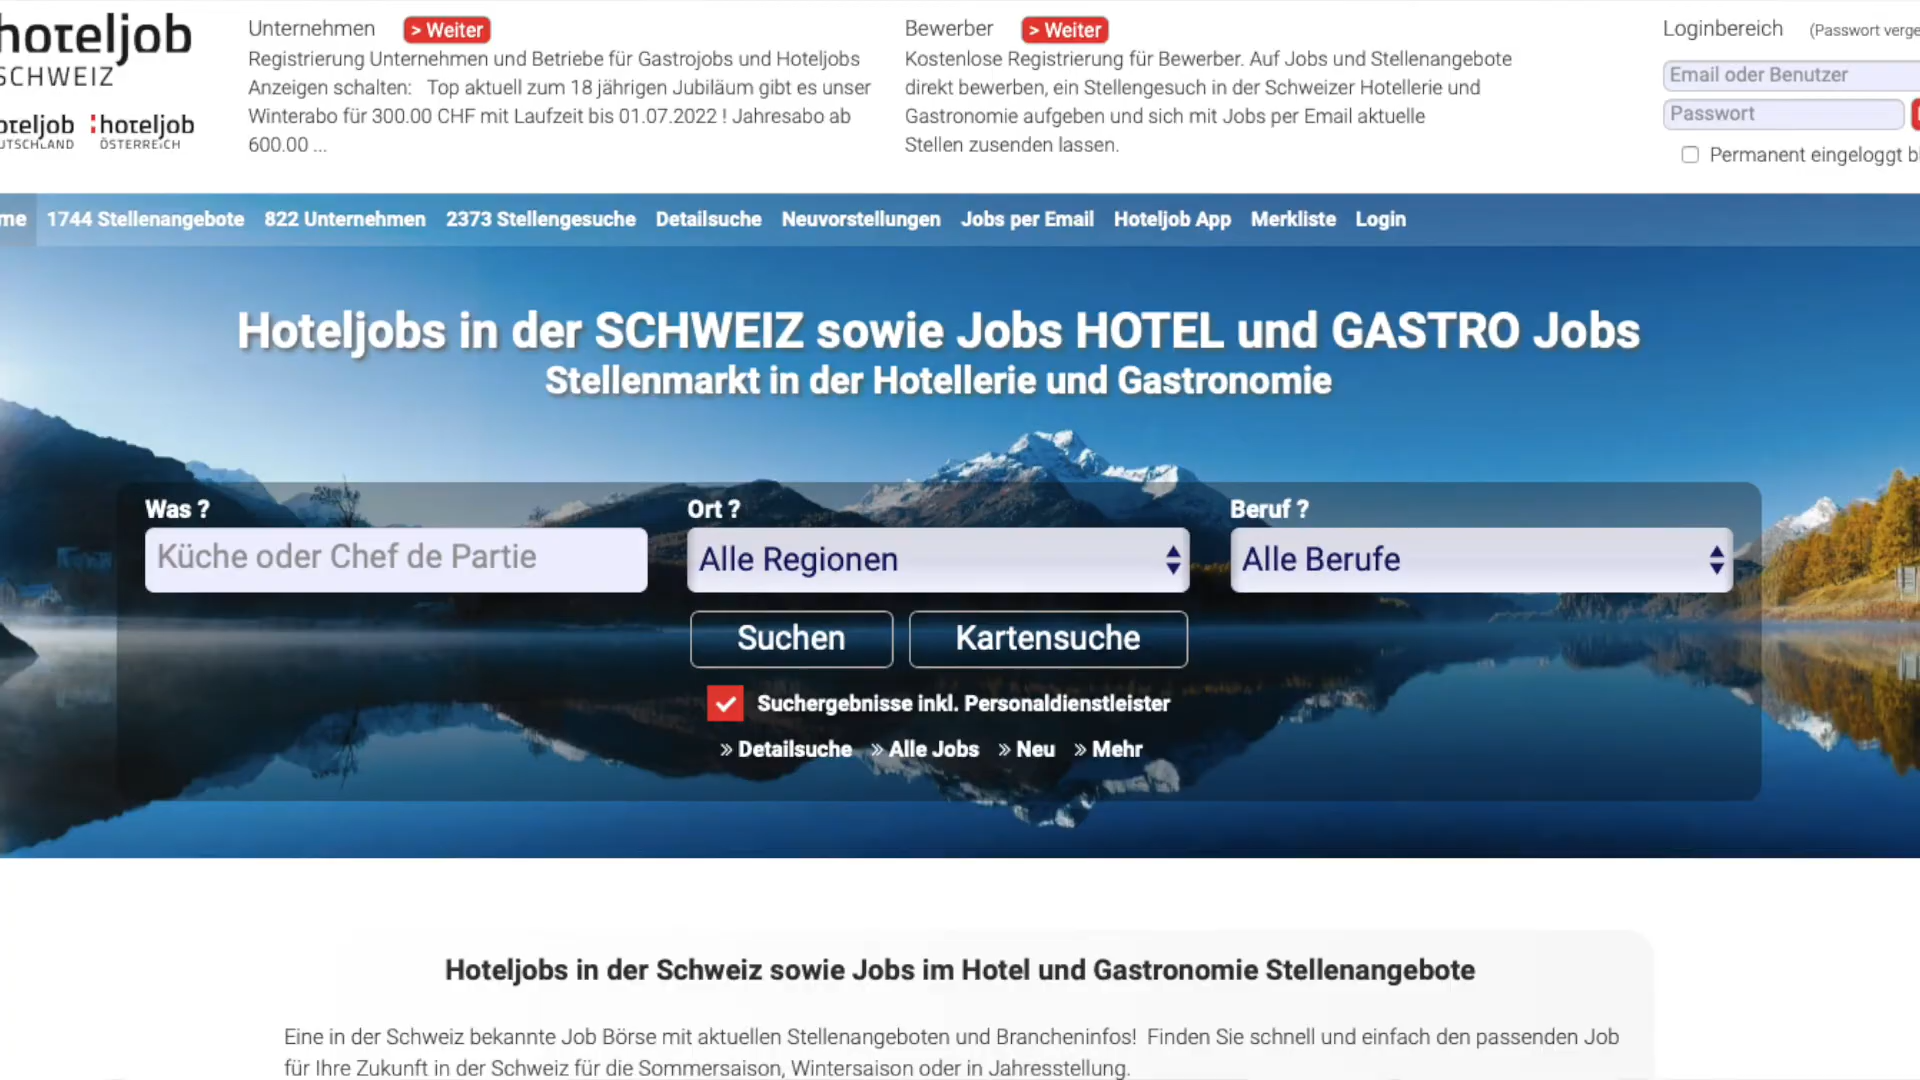 hoteljob
SCHWEIZ
hoteljob
ÖSTERREICH
Unternehmen > Weiter
Registrierung Unternehmen und Betriebe für Gastrojobs und Hoteljobs
Anzeigen schalten: Top aktuell zum 18 jährigen Jubiläum gibt es unser
Winterabo für 300.00 CHF mit Laufzeit bis 01.07.2022 ! Jahresabo ab
600.00 ...
Bewerber > Weiter
Kostenlose Registrierung für Bewerber. Auf Jobs und Stellenangebote
direkt bewerben, ein Stellengesuch in der Schweizer Hotellerie und
Gastronomie aufgeben und sich mit Jobs per Email aktuelle
Stellen zusenden lassen.
Loginbereich (Passwort
Email oder Benutzer
Passwort
Permanent eingeloggt
1744 Stellenangebote 822 Unternehmen 2373 Stellengesuche Detailsuche Neuvorstellungen Jobs per Email Hoteljob App Merkliste Login
Hoteljobs in der SCHWEIZ sowie Jobs HOTEL und GASTRO Jobs
Stellenmarkt in der Hotellerie und Gastronomie
Was ? Ort ? Beruf ?
Küche oder Chef de Partie Alle Regionen Alle Berufe
Suchen Kartensuche
Suchergebnisse inkl. Personaldienstleister
» Detailsuche » Alle Jobs » Neu » Mehr
Hoteljobs in der Schweiz sowie Jobs im Hotel und Gastronomie Stellenangebote
Eine in der Schweiz bekannte Job Börse mit aktuellen Stellenangeboten und Brancheninfos! Finden Sie schnell und einfach den passenden Job
für Ihre Zukunft in der Schweiz für die Sommersaison, Wintersaison oder in Jahresstellung.